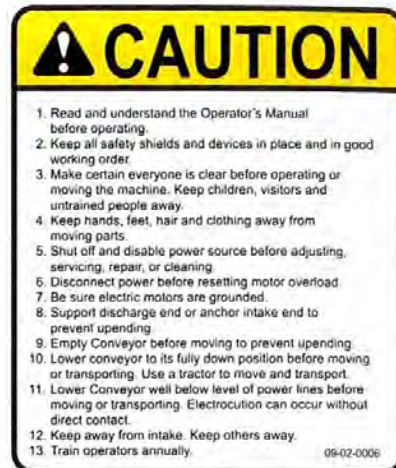 CAUTION
1. Read and understand the Operator's Manual
before operating.
2. Keep all safety shields and devices in place and in good
working order.
3. Make certain everyone is clear before operating or
moving the machine. Keep children, visitors and
untrained people away.
4. Keep hands, feet, hair and clothing away from
moving parts.
5. Shut off and disable power source before adjusting,
servicing, repair, or cleaning.
6. Disconnect power before resetting motor overload.
7. Be sure electric motors are grounded.
8. Support discharge end or anchor intake end to
prevent upending.
9. Empty Conveyor before moving to prevent upending.
10. Lower conveyor to its fully down position before moving
or transporting. Use a tractor to move and transport.
11. Lower Conveyor well below level of power lines before
moving or transporting. Electrocution can occur without
direct contact.
12. Keep away from intake. Keep others away.
13. Train operators annually.
09-02-0006